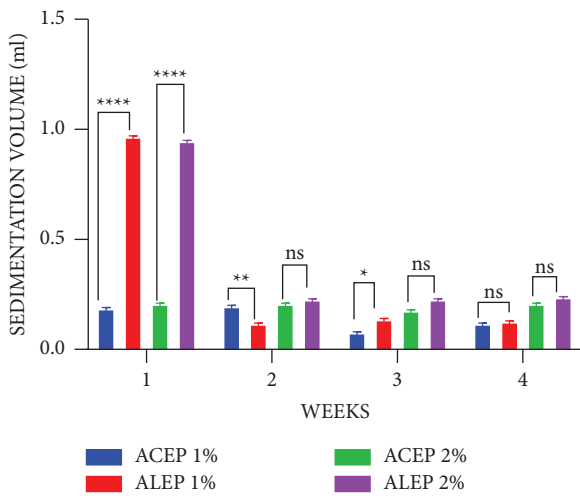 1.5
1.0
0.5
0.0
SEDIMENTATION VOLUME (ml)
**** ****
** ns
* ns
ns ns
1 2 3 4
WEEKS
ACEP 1% ACEP 2%
ALEP 1% ALEP 2%